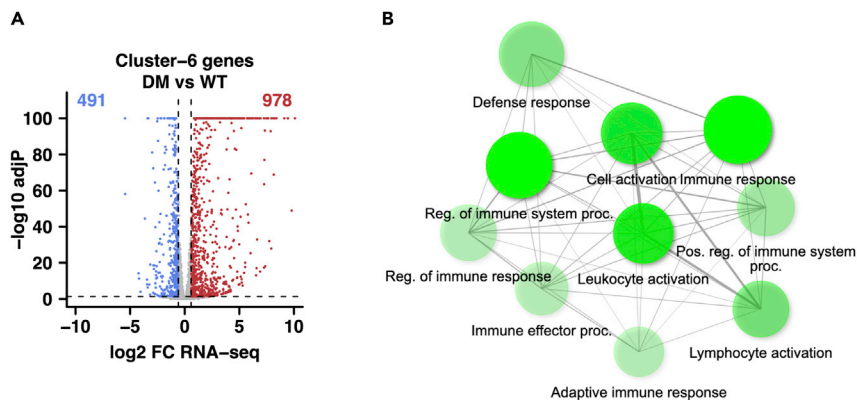 A
Cluster-6 genes
DM vs WT
491
978
100
80
60
40
20
0
-log10 adjP
-10
-5
0
5
10
log2 FC RNA-seq
B
Defense response
Cell activation
Immune response
Reg. of immune system proc.
Pos. reg. of immune system
proc.
Reg. of immune response
Leukocyte activation
Immune effector proc.
Lymphocyte activation
Adaptive immune response